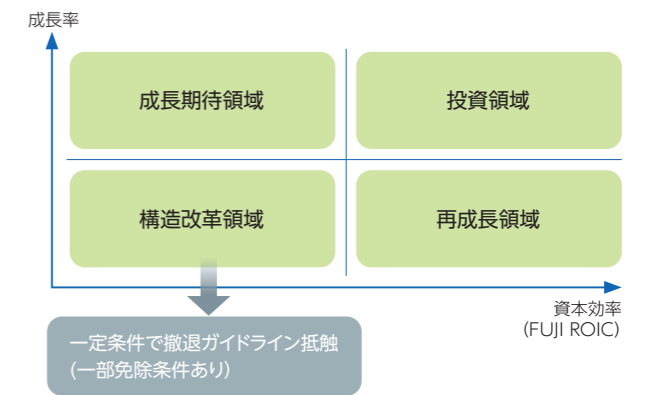 成長率
成長期待領域
投資領域
構造改革領域
再成長領域
資本効率
(FUJI ROIC)
一定条件で撤退ガイドライン抵触
(一部免除条件あり)